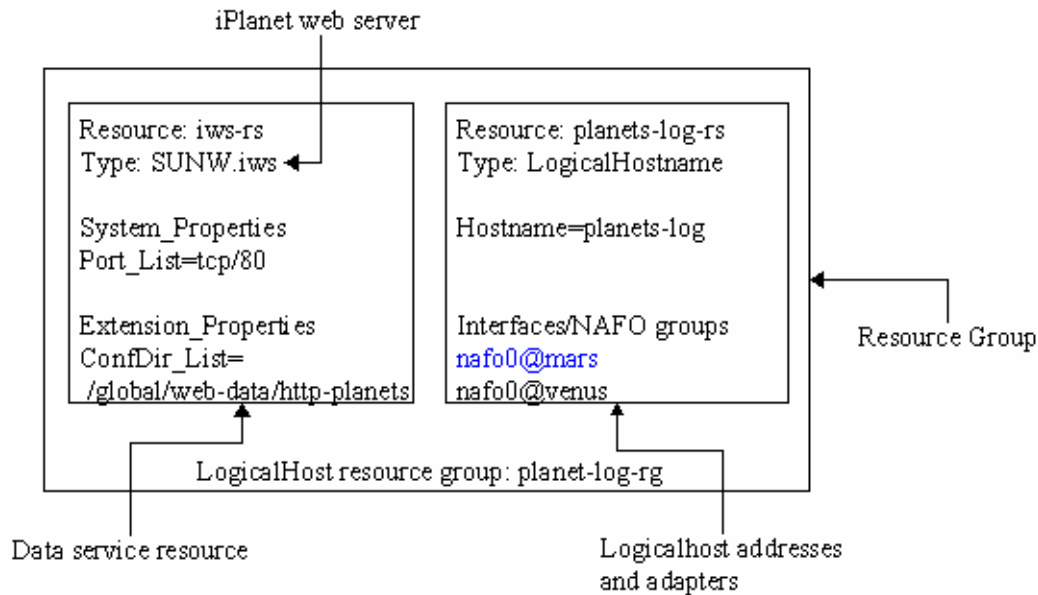 iPlanet web server
Resource: iws-rs
Type: SUNW.iws
System_Properties
Port_List=tcp/80
Extension_Properties
ConfDir_List=
/global/web-data/http-planets
Resource: planets-log-rs
Type: LogicalHostname
Hostname=planets-log
Interfaces/NAFO groups
nafo0@mars
nafo0@venus
LogicalHost resource group: planet-log-rg
Resource Group
Data service resource
Logicalhost addresses
and adapters